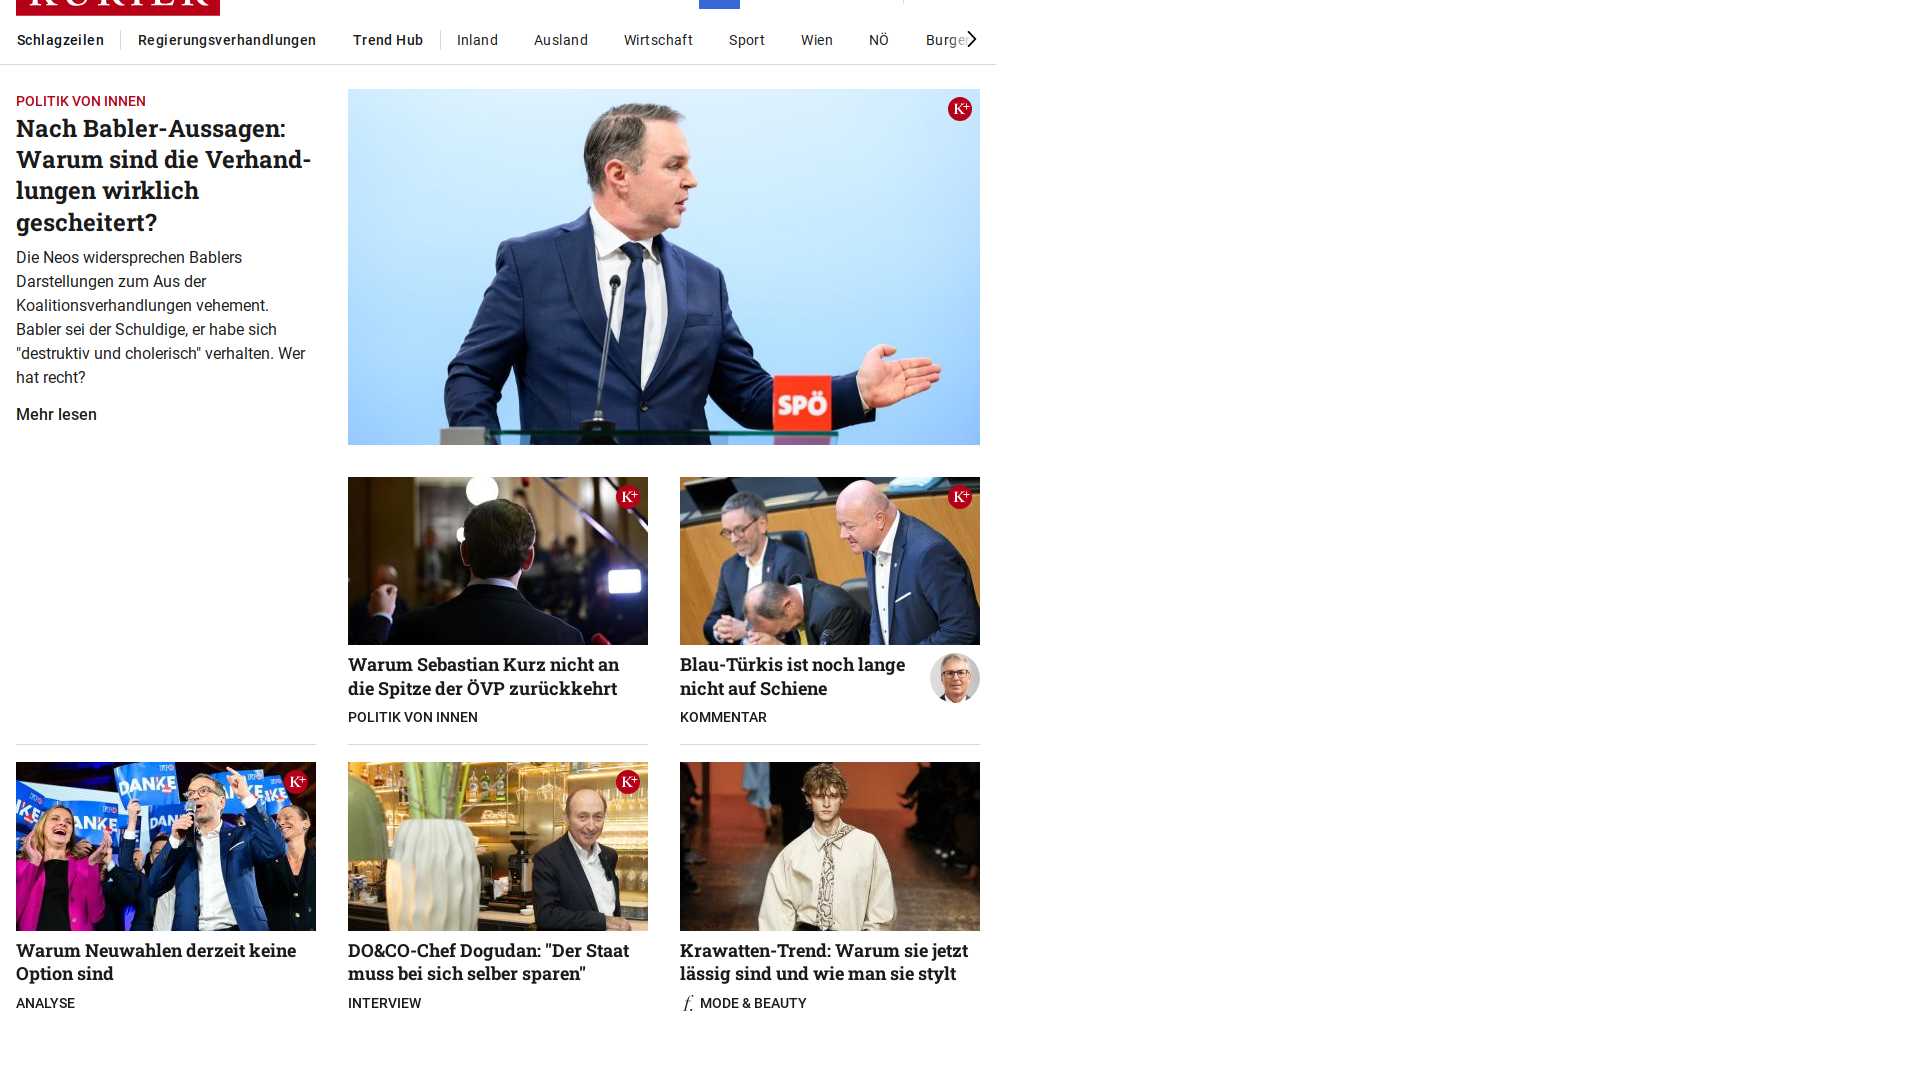 KURIER
Schlagzeilen
Regierungsverhandlungen
Trend Hub
Inland
Ausland
Wirtschaft
Sport
Wien
NÖ
POLITIK VON INNEN
Nach Babler-Aussagen:
Warum sind die Verhand-
lungen wirklich
gescheitert?
Die Neos widersprechen Bablers
Darstellungen zum Aus der
Koalitionsverhandlungen vehement.
Babler sei der Schuldige, er habe sich
"destruktiv und cholerisch" verhalten. Wer
hat recht?
Mehr lesen
K+
SPÖ
K+
Warum Sebastian Kurz nicht an
die Spitze der ÖVP zurückkehrt
POLITIK VON INNEN
K+
Blau-Türkis ist noch lange
nicht auf Schiene
KOMMENTAR
FPÖ
DANKE
DANKE
K+
Warum Neuwahlen derzeit keine
Option sind
ANALYSE
K+
DO&CO-Chef Dogudan: "Der Staat
muss bei sich selber sparen"
INTERVIEW
Krawatten-Trend: Warum sie jetzt
lässig sind und wie man sie stylt
f. MODE & BEAUTY